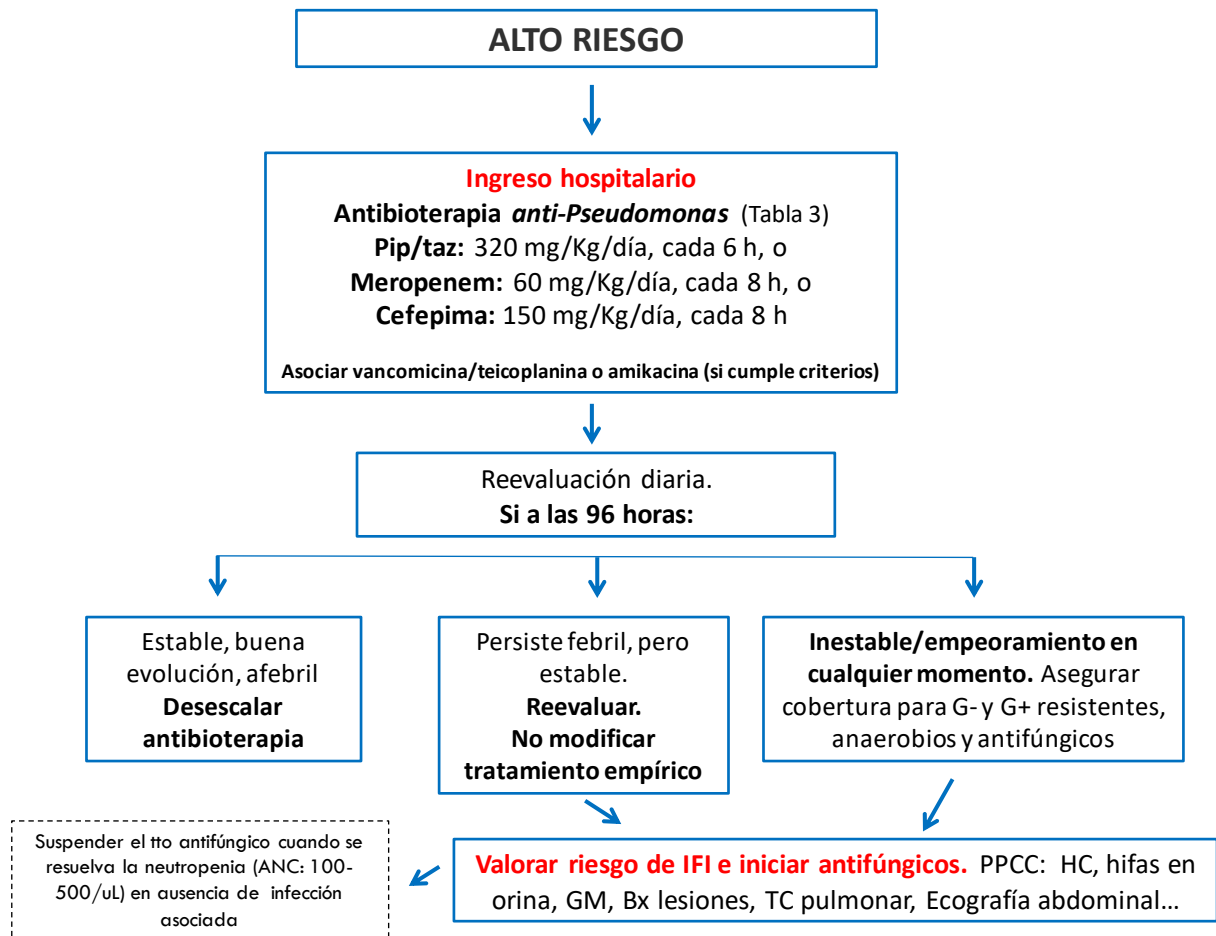 ALTO RIESGO
Ingreso hospitalario
Antibioterapia anti-Pseudomonas (Tabla 3)
Pip/taz: 320 mg/Kg/día, cada 6 h, o
Meropenem: 60 mg/Kg/día, cada 8 h, o
Cefepima: 150 mg/Kg/día, cada 8 h
Asociar vancomicina/teicoplanina o amikacina (si cumple criterios)
Reevaluación diaria.
Si a las 96 horas:
Estable, buena
evolución, afebril
Desescalar
antibioterapia
Persiste febril, pero
estable.
Reevaluar.
No modificar
tratamiento empírico
Inestable/empeoramiento en
cualquier momento. Asegurar
cobertura para G- y G+ resistentes,
anaerobios y antifúngicos
Suspender el tto antifúngico cuando se
resuelva la neutropenia (ANC: 100-
500/uL) en ausencia de infección
asociada
Valorar riesgo de IFI e iniciar antifúngicos. PPCC: HC, hifas en
orina, GM, Bx lesiones, TC pulmonar, Ecografía abdominal...